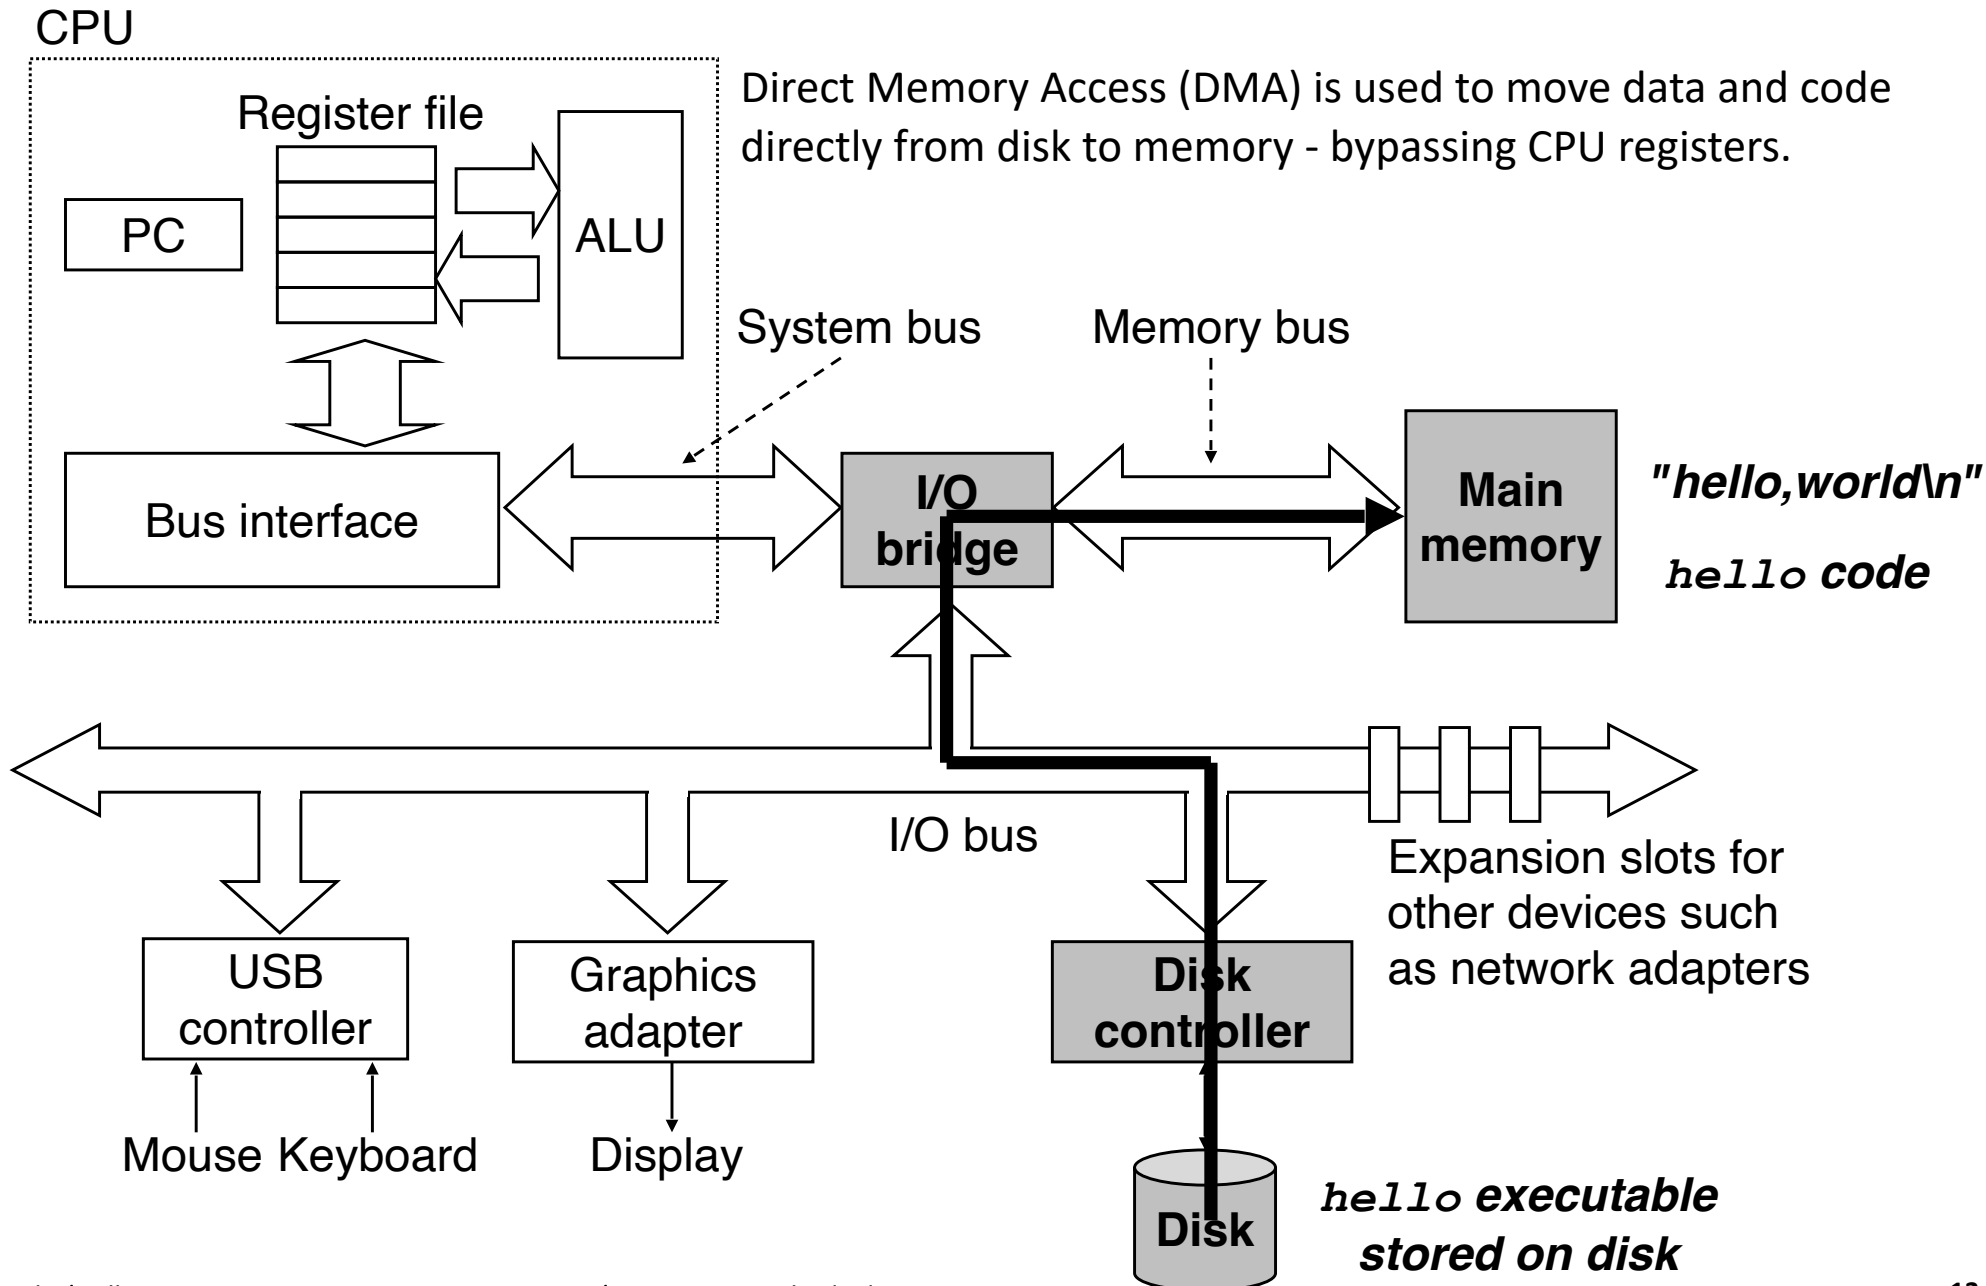 CPU
Direct Memory Access (DMA) is used to move data and code
directly from disk to memory - bypassing CPU registers.
Register file
PC
ALU
System bus
Memory bus
Bus interface
I/O
bridge
Main
memory
"hello,world\n"
hello code
I/O bus
Expansion slots for
other devices such
as network adapters
USB
controller
Graphics
adapter
Disk
controller
Mouse Keyboard
Display
Disk
hello executable
stored on disk